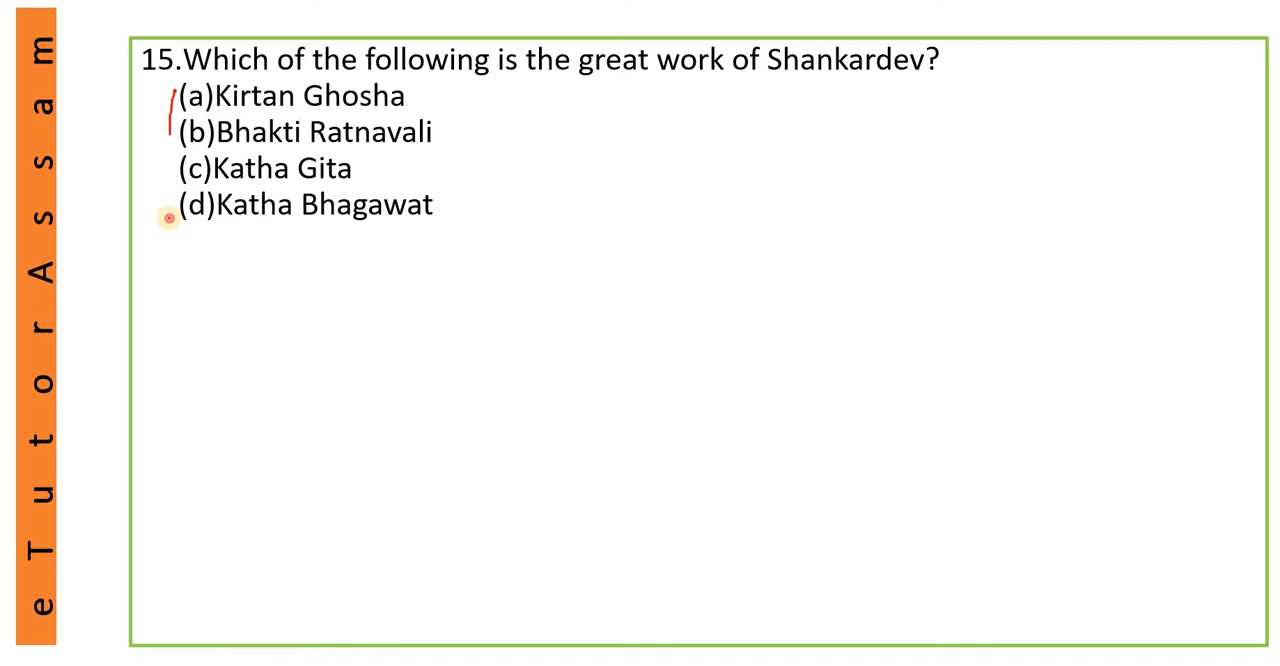 e T u t o r A s s a m
15.Which of the following is the great work of Shankardev?
(a)Kirtan Ghosha
(b)Bhakti Ratnavali
(c)Katha Gita
(d)Katha Bhagawat